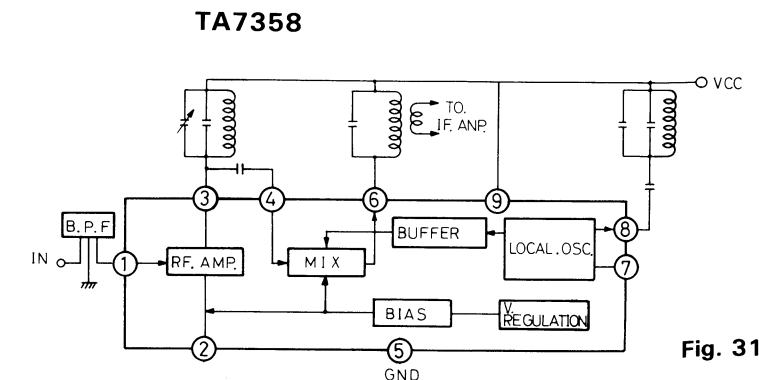 TA7358
VCC
TO.
IF. ANP.
3
4
6
9
B.P.F
IN
1
RF. AMP.
MIX
BUFFER
LOCAL.OSC.
8
7
BIAS
V.
REGULATION
2
5
GND
Fig. 31